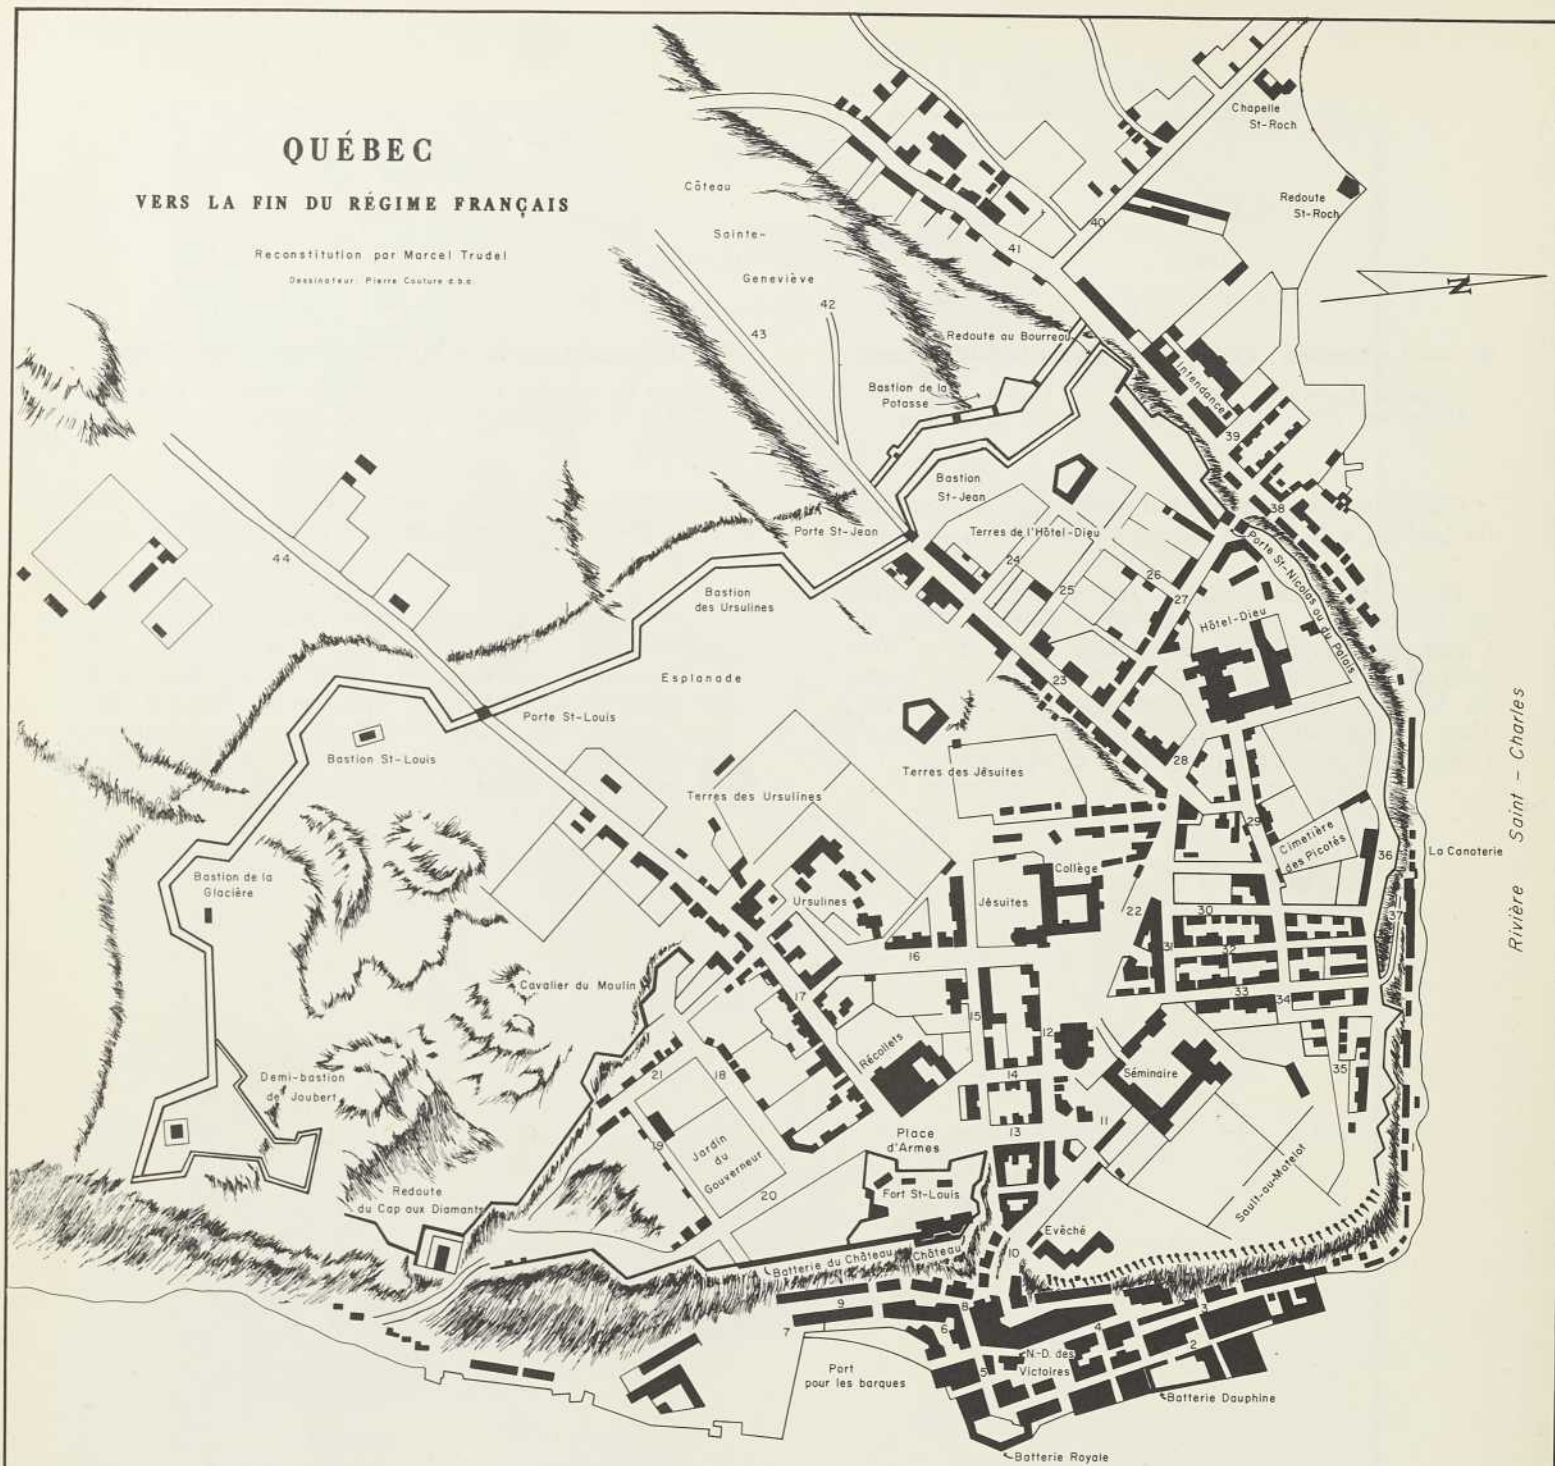 QUÉBEC
VERS LA FIN DU RÉGIME FRANÇAIS
Reconstitution par Marcel Trudel
Dessinateur: Pierre Couture
Chapelle
St-Roch
Redoute
St-Roch
40
41
Côteau
Sainte-
Geneviève
42
43
N
Redoute au Bourreau
Bastion de la
Potasse
Intendance
39
38
Bastion
St-Jean
Porte St-Jean
Terres de l'Hôtel-Dieu
24
25
26
27
Porte St-Nicolas ou du Palais
Hôtel-Dieu
44
Bastion
des Ursulines
Esplanade
23
Porte St-Louis
Bastion St-Louis
Terres des Jésuites
28
Terres des Ursulines
29
Cimetière
des Picotés
36
La Canoterie
Rivière Saint-Charles
Bastion de la
Glacière
Ursulines
Jésuites
Collège
22
30
37
31
32
16
Cavalier du Moulin
17
33
34
15
12
Récollets
Séminaire
35
14
21
18
Demi-bastion
de Joubert
13
11
Place
d'Armes
19
Jardin
du
Gouverneur
20
Fort St-Louis
Sault-au-Matelot
Redoute
du Cap aux Diamants
Evêché
10
Batterie du Château
Château
9
8
7
6
3
4
2
5
N.-D. des
Victoires
Port
pour les barques
Batterie Dauphine
Batterie Royale